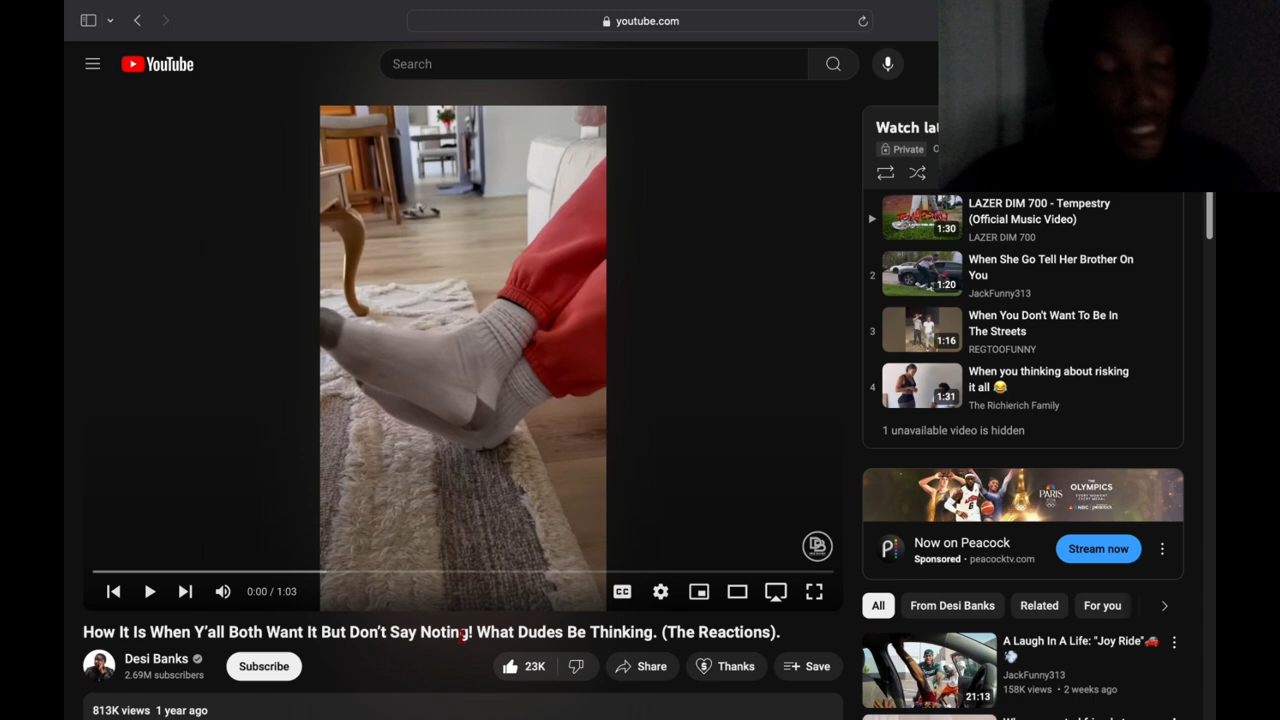 youtube.com
YouTube
Search
How It Is When Y'all Both Want It But Don't Say Noting! What Dudes Be Thinking. (The Reactions).
0:00 / 1:03
Desi Banks
2.69M subscribers
Subscribe
23K
Share
Thanks
Save
813K views 1 year ago
Watch lat
Private
1:30
LAZER DIM 700 - Tempestry
(Official Music Video)
LAZER DIM 700
2
1:20
When She Go Tell Her Brother On
You
JackFunny313
3
1:16
When You Don't Want To Be In
The Streets
REGTOOFUNNY
4
1:31
When you thinking about risking
it all 😂
The Richierich Family
1 unavailable video is hidden
PARIS
THE
OLYMPICS
Now on Peacock
Sponsored • peacocktv.com
Stream now
All
From Desi Banks
Related
For you
21:13
A Laugh In A Life: "Joy Ride"🚗
💨
JackFunny313
158K views • 2 weeks ago